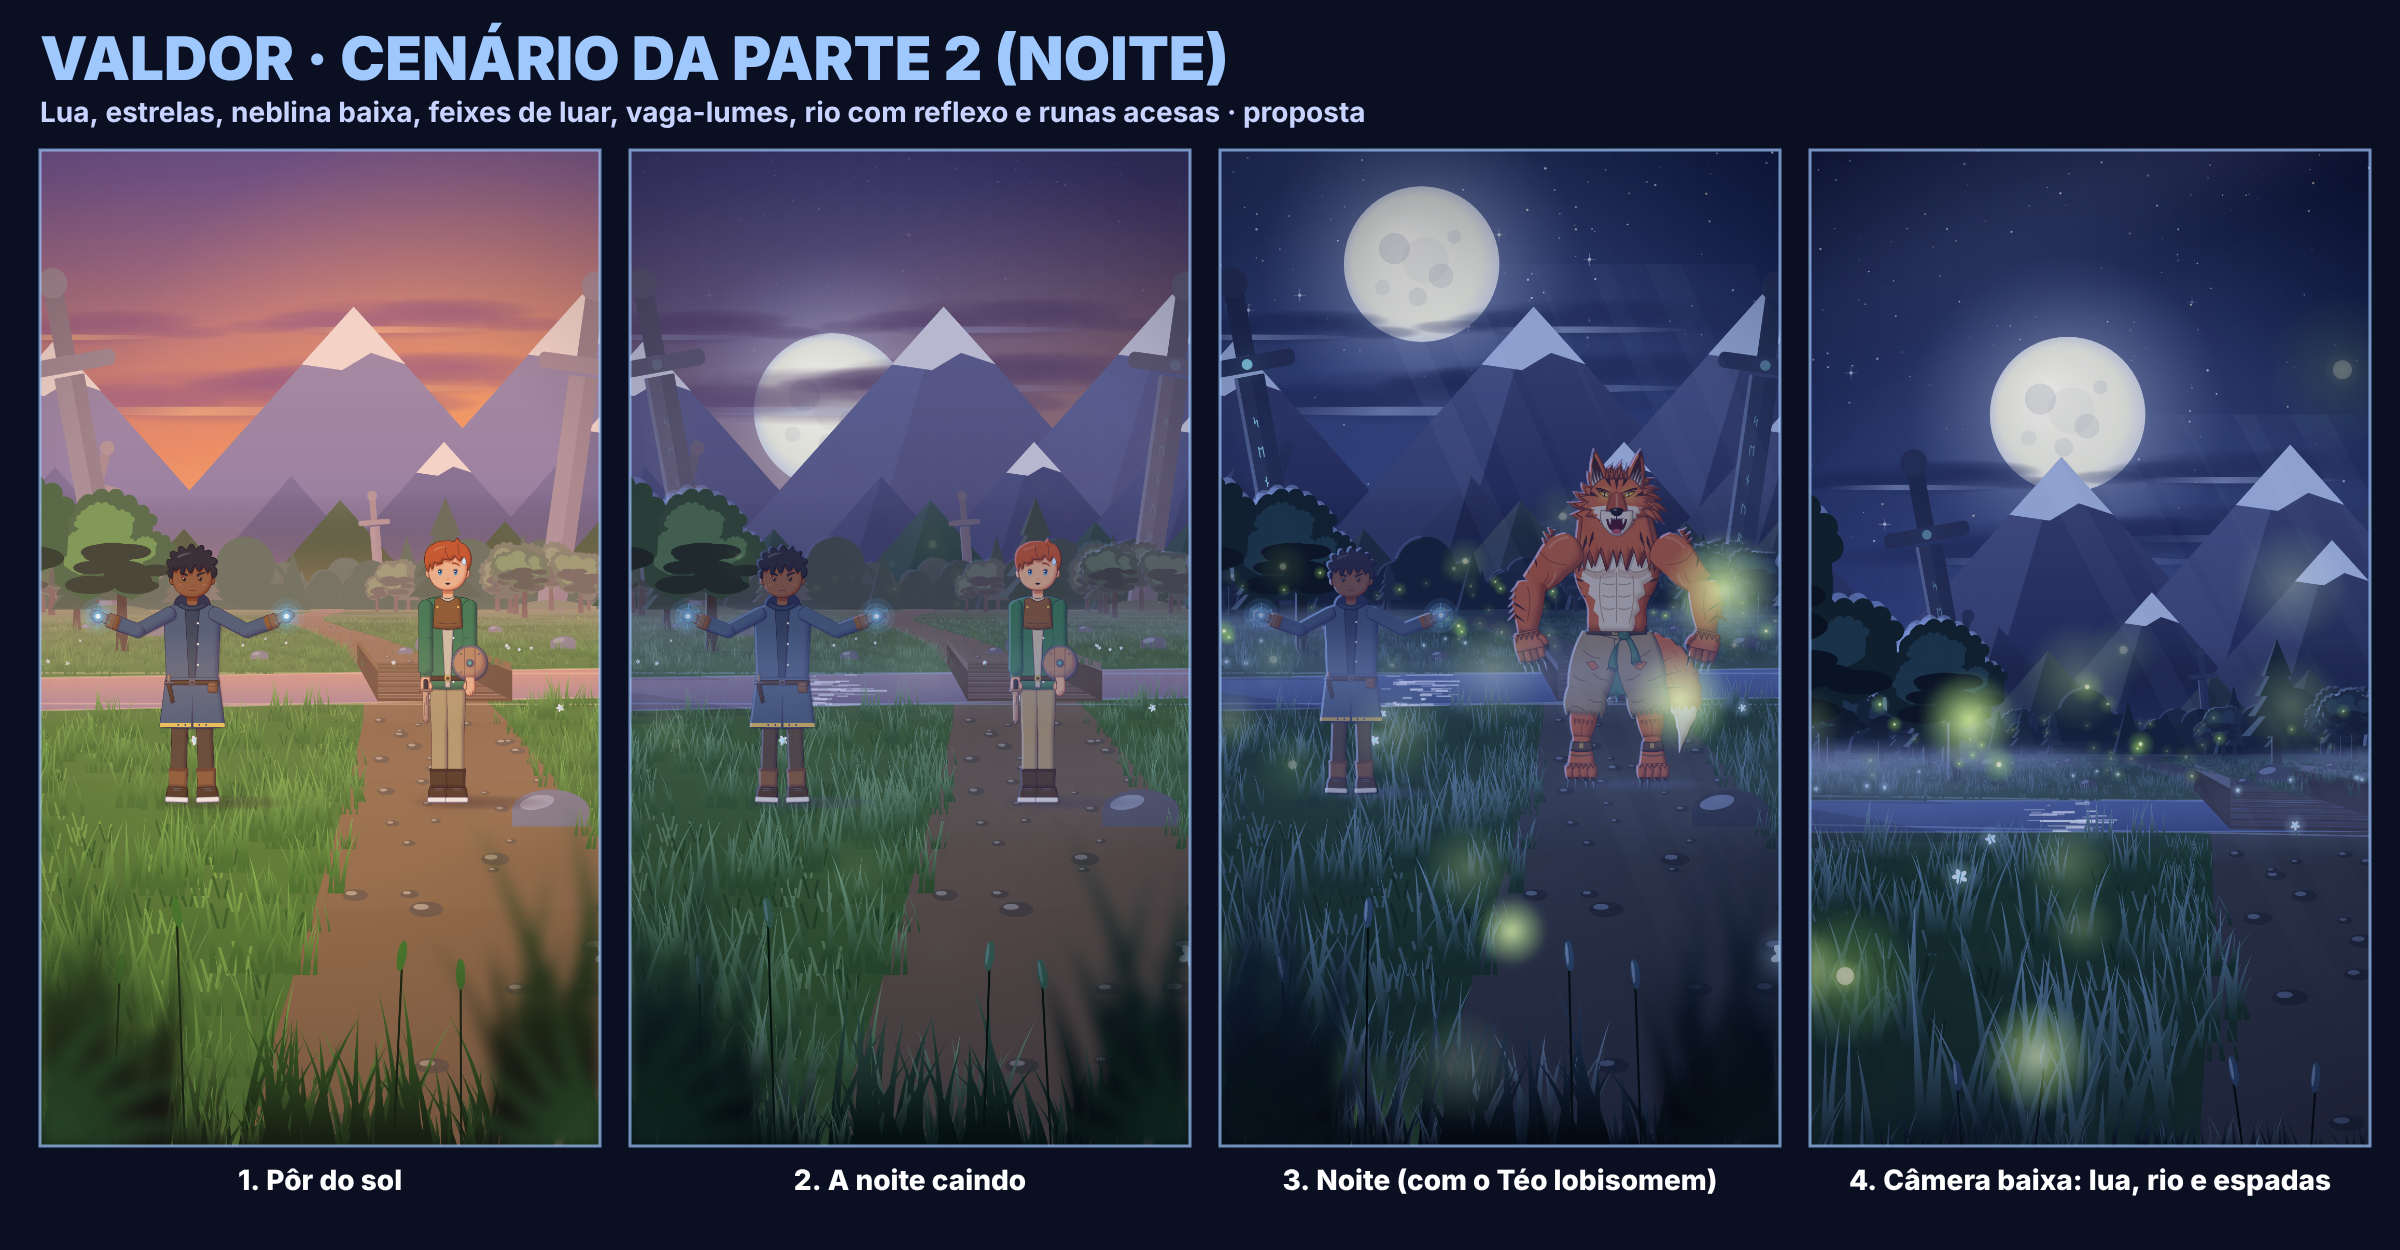 VALDOR · CENÁRIO DA PARTE 2 (NOITE)
Lua, estrelas, neblina baixa, feixes de luar, vaga-lumes, rio com reflexo e runas acesas · proposta
1. Pôr do sol
2. A noite caindo
3. Noite (com o Téo lobisomem)
4. Câmera baixa: lua, rio e espadas